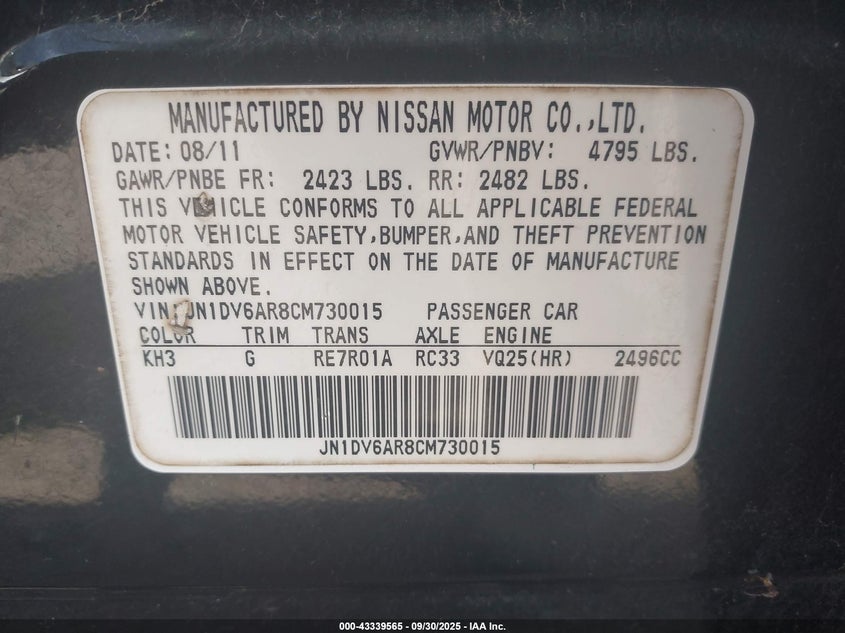 MANUFACTURED BY NISSAN MOTOR CO.,LTD.
DATE: 08/11 GVWR/PNBV: 4795 LBS.
GAWR/PNBE FR: 2423 LBS. RR: 2482 LBS.
THIS VEHICLE CONFORMS TO ALL APPLICABLE FEDERAL
MOTOR VEHICLE SAFETY,BUMPER,AND THEFT PREVENTION
STANDARDS IN EFFECT ON THE DATE OF MANUFACTURE
SHOWN ABOVE.
VIN:JN1DV6AR8CM730015 PASSENGER CAR
COLOR TRIM TRANS AXLE ENGINE
KH3 G RE7R01A RC33 VQ25(HR) 2496CC
JN1DV6AR8CM730015
000-43339565 - 09/30/2025 - IAA Inc.